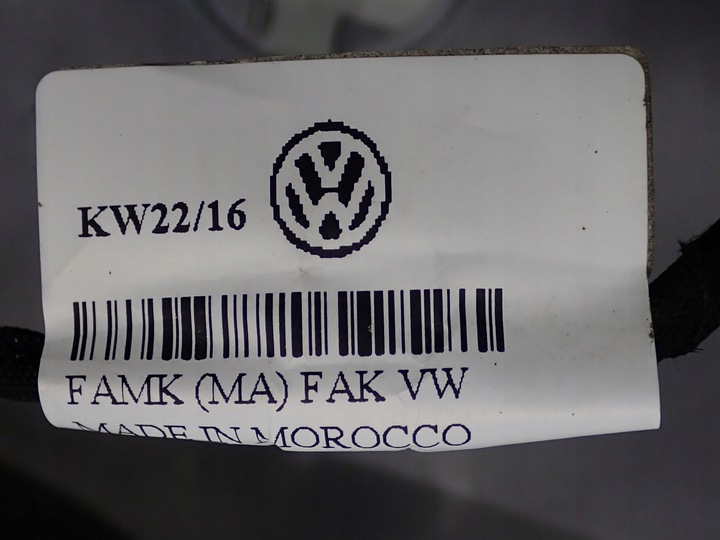 KW22/16
FAMK (MA) FAK VW
MADE IN MOROCCO